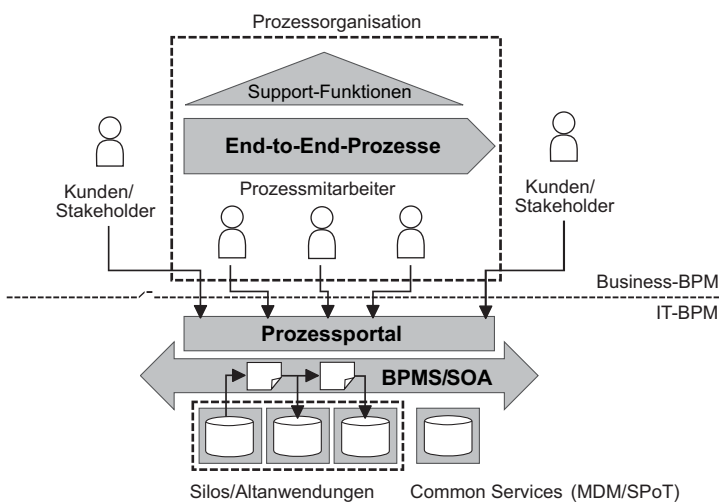 Prozessorganisation
Support-Funktionen
End-to-End-Prozesse
Prozessmitarbeiter
Kunden/
Stakeholder
Kunden/
Stakeholder
Business-BPM
IT-BPM
Prozessportal
BPMS/SOA
Silos/Altanwendungen
Common Services (MDM/SPoT)